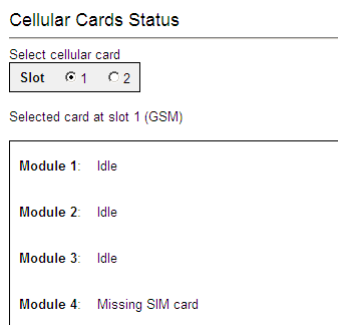 Cellular Cards Status
Select cellular card
Slot 1 2
Selected card at slot 1 (GSM)
Module 1: Idle
Module 2: Idle
Module 3: Idle
Module 4: Missing SIM card